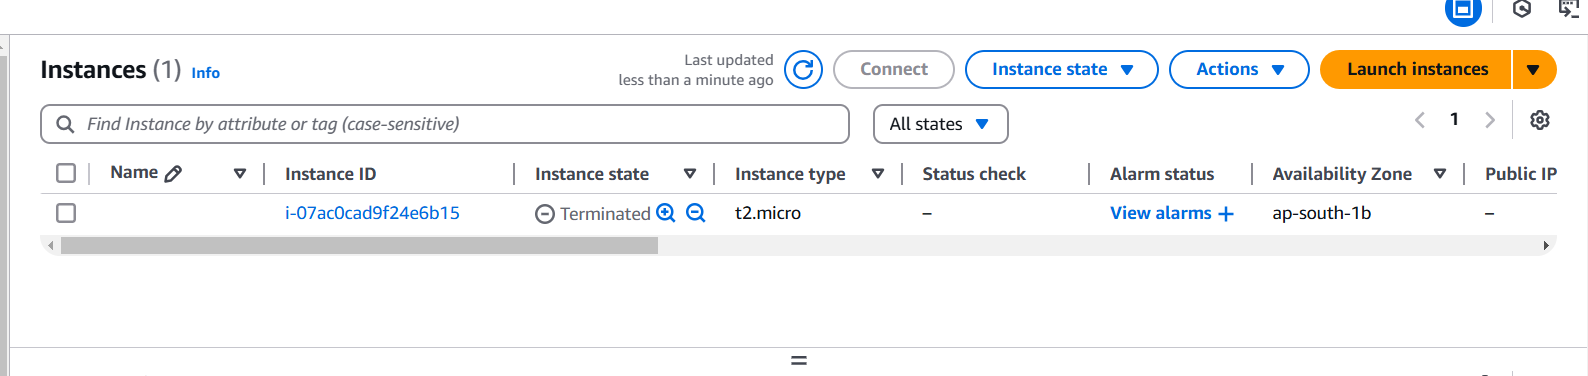 Instances (1) Info
Last updated
less than a minute ago
Connect
Instance state
Actions
Launch instances
Find Instance by attribute or tag (case-sensitive)
All states
1
Name Instance ID Instance state Instance type Status check Alarm status Availability Zone Public IP
i-07ac0cad9f24e6b15 Terminated t2.micro – View alarms + ap-south-1b –